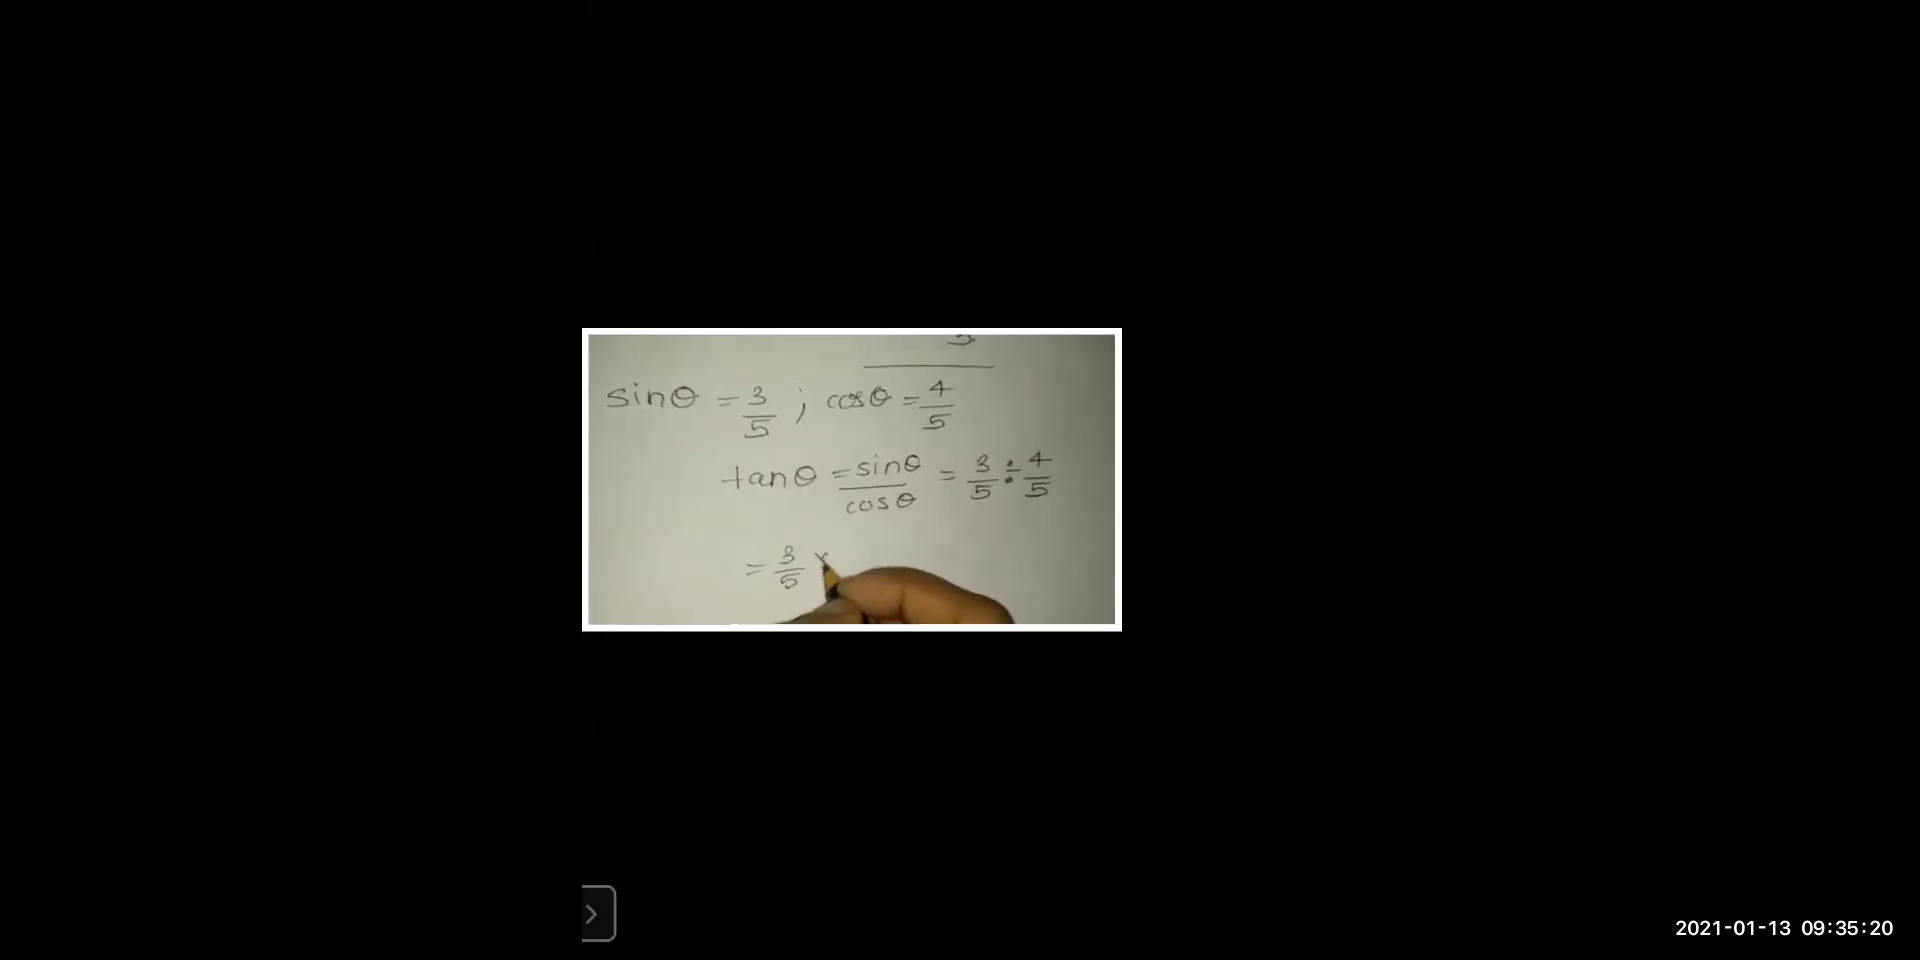 sinθ = 3/5 ; cosθ = 4/5
tanθ = sinθ/cosθ = 3/5 ÷ 4/5
= 3/5 ×
2021-01-13 09:35:20